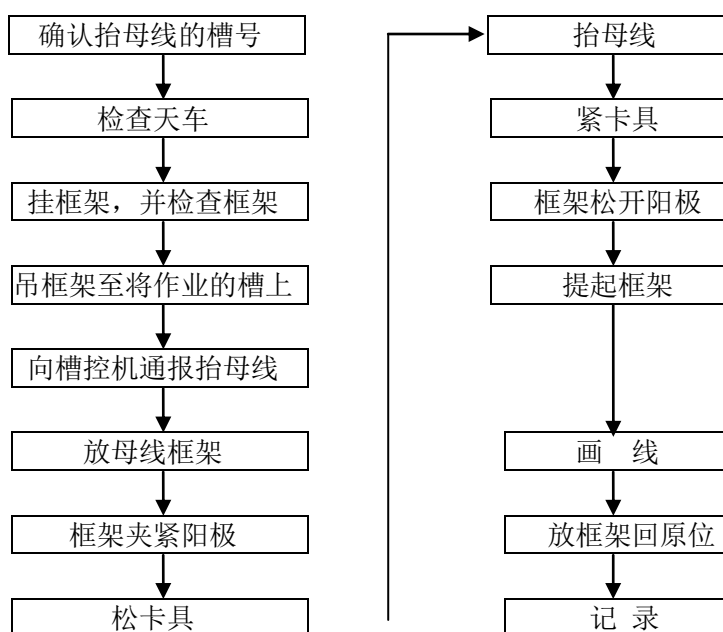 确认抬母线的槽号
检查天车
挂框架，并检查框架
吊框架至将作业的槽上
向槽控机通报抬母线
放母线框架
框架夹紧阳极
松卡具
抬母线
紧卡具
框架松开阳极
提起框架
画 线
放框架回原位
记 录